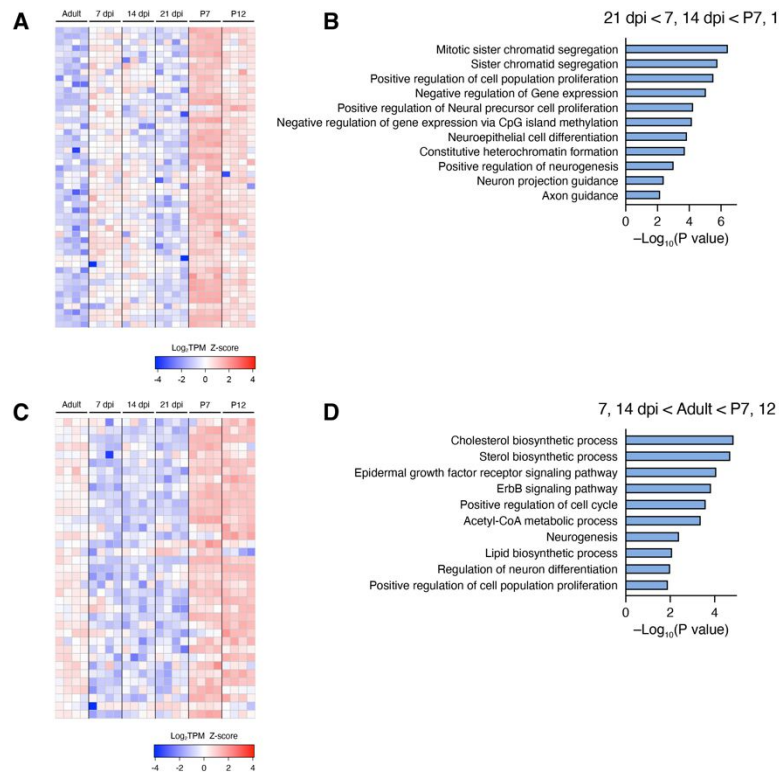 A
Adult 7 dpi 14 dpi 21 dpi P7 P12
Log₂TPM Z-score
-4 -2 0 2 4
B
21 dpi < 7, 14 dpi < P7, 1
Mitotic sister chromatid segregation
Sister chromatid segregation
Positive regulation of cell population proliferation
Negative regulation of Gene expression
Positive regulation of Neural precursor cell proliferation
Negative regulation of gene expression via CpG island methylation
Neuroepithelial cell differentiation
Constitutive heterochromatin formation
Positive regulation of neurogenesis
Neuron projection guidance
Axon guidance
0 2 4 6
–Log₁₀(P value)
C
Adult 7 dpi 14 dpi 21 dpi P7 P12
Log₂TPM Z-score
-4 -2 0 2 4
D
7, 14 dpi < Adult < P7, 12
Cholesterol biosynthetic process
Sterol biosynthetic process
Epidermal growth factor receptor signaling pathway
ErbB signaling pathway
Positive regulation of cell cycle
Acetyl-CoA metabolic process
Neurogenesis
Lipid biosynthetic process
Regulation of neuron differentiation
Positive regulation of cell population proliferation
0 2 4
–Log₁₀(P value)